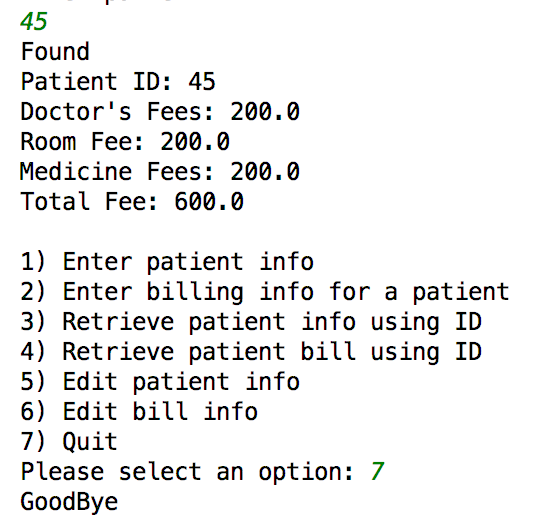 45
Found
Patient ID: 45
Doctor's Fees: 200.0
Room Fee: 200.0
Medicine Fees: 200.0
Total Fee: 600.0
1) Enter patient info
2) Enter billing info for a patient
3) Retrieve patient info using ID
4) Retrieve patient bill using ID
5) Edit patient info
6) Edit bill info
7) Quit
Please select an option: 7
GoodBye